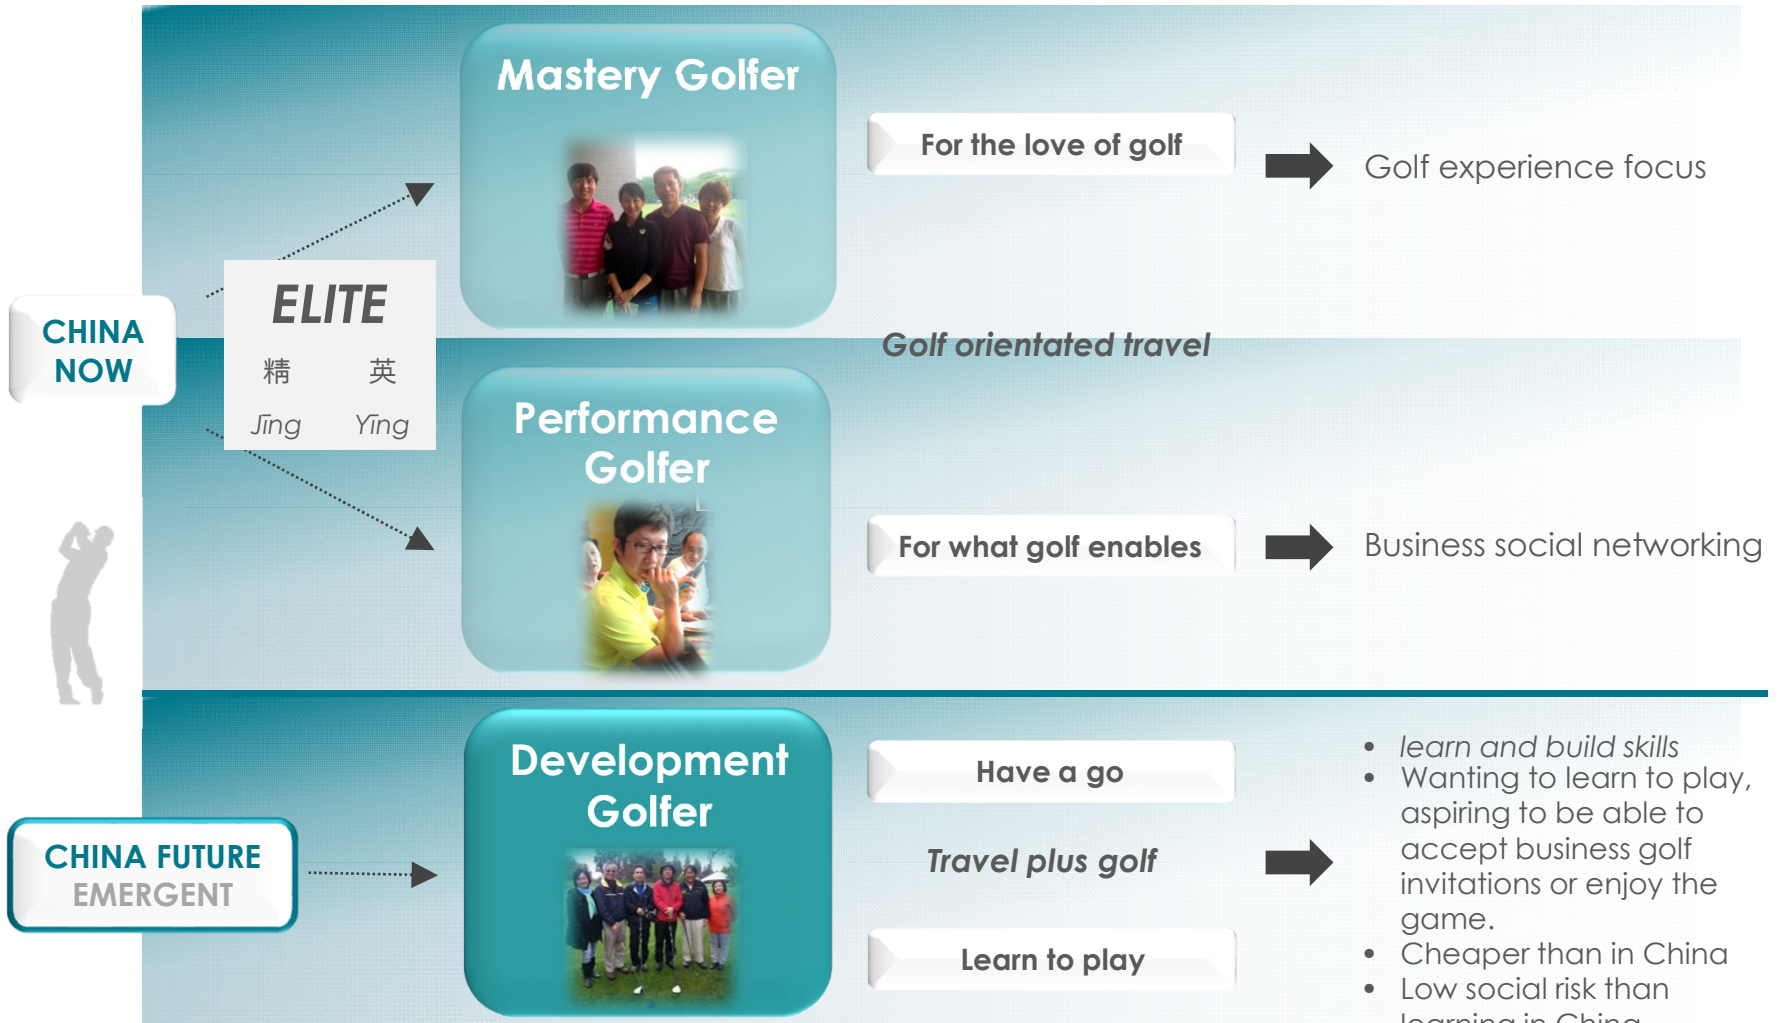 Mastery Golfer
For the love of golf
Golf experience focus
CHINA
NOW
ELITE
精 英
Jīng Yīng
Golf orientated travel
Performance
Golfer
For what golf enables
Business social networking
Development
Golfer
Have a go
Travel plus golf
Learn to play
CHINA FUTURE
EMERGENT
• learn and build skills
• Wanting to learn to play,
aspiring to be able to
accept business golf
invitations or enjoy the
game.
• Cheaper than in China
• Low social risk than
learning in China